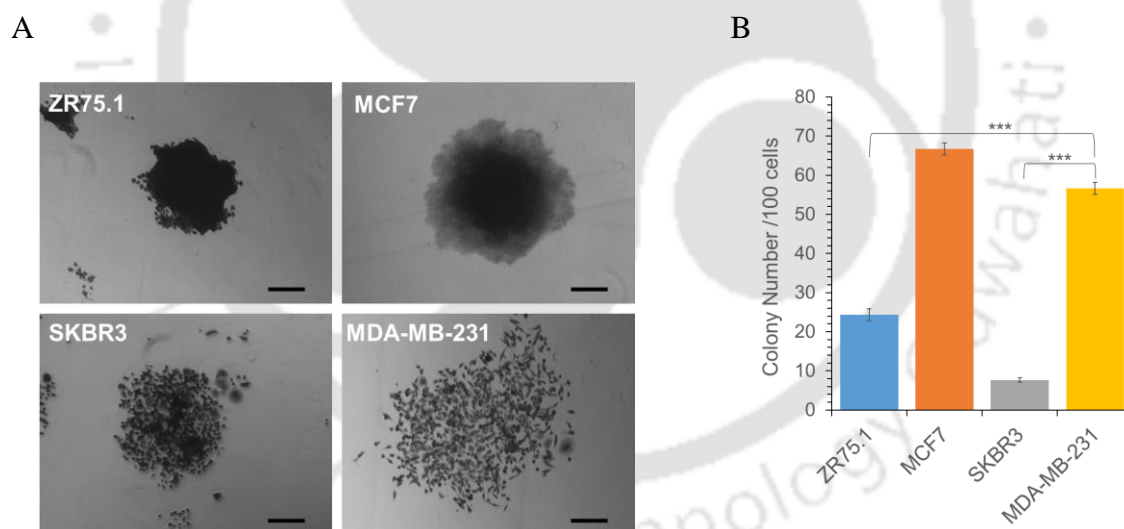 A
B
ZR75.1
MCF7
SKBR3
MDA-MB-231
***
***
Colony Number /100 cells
80
70
60
50
40
30
20
10
0
ZR75.1
MCF7
SKBR3
MDA-MB-231